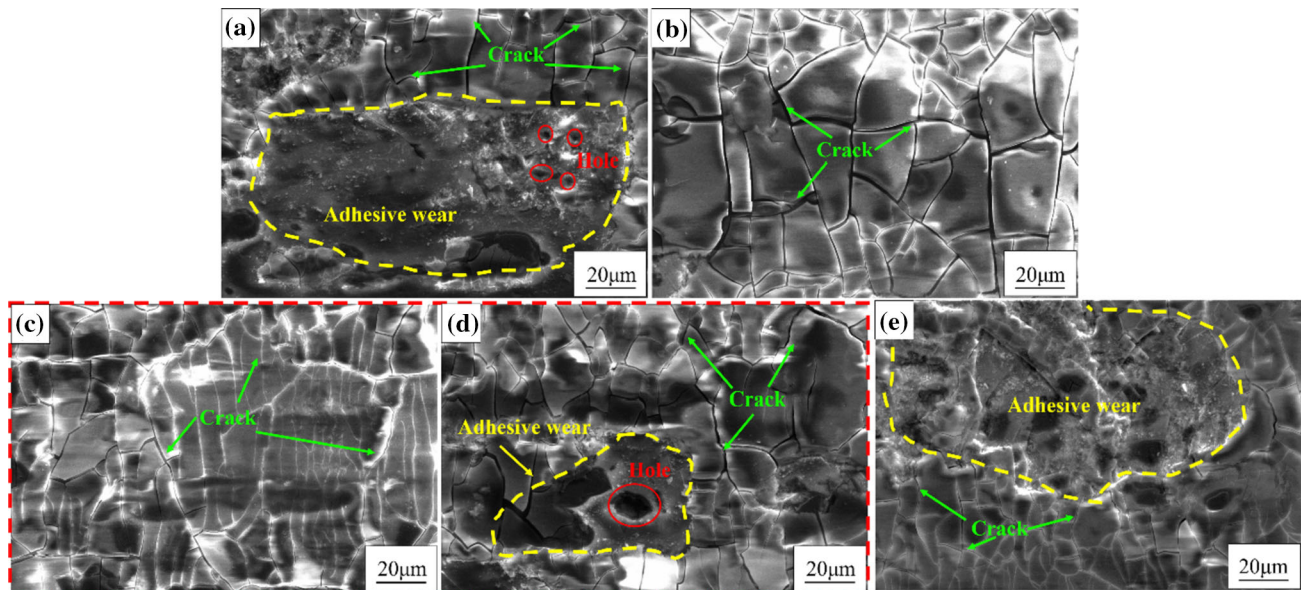 (a)
Crack
Hole
Adhesive wear
20μm
(b)
Crack
20μm
(c)
Crack
20μm
(d)
Crack
Adhesive wear
Hole
20μm
(e)
Adhesive wear
Crack
20μm